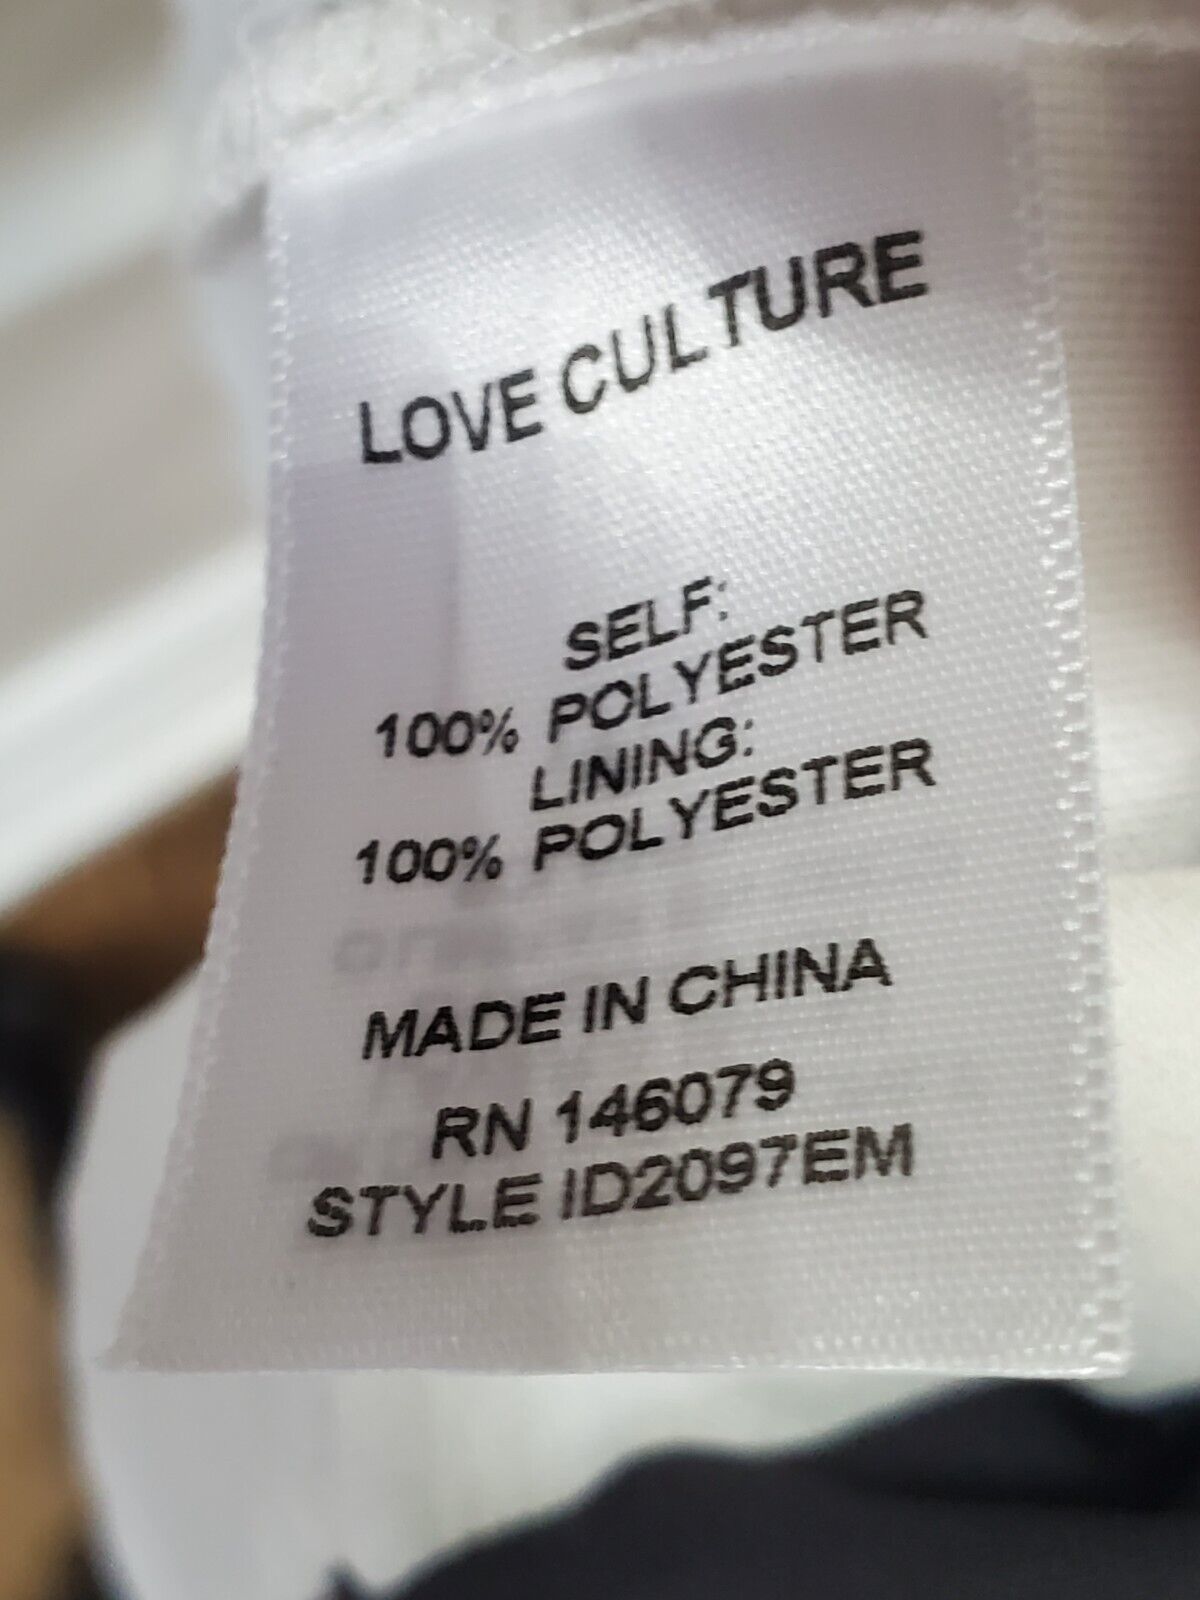 LOVE CULTURE
SELF:
100% POLYESTER
LINING:
100% POLYESTER
MADE IN CHINA
RN 146079
STYLE ID2097EM